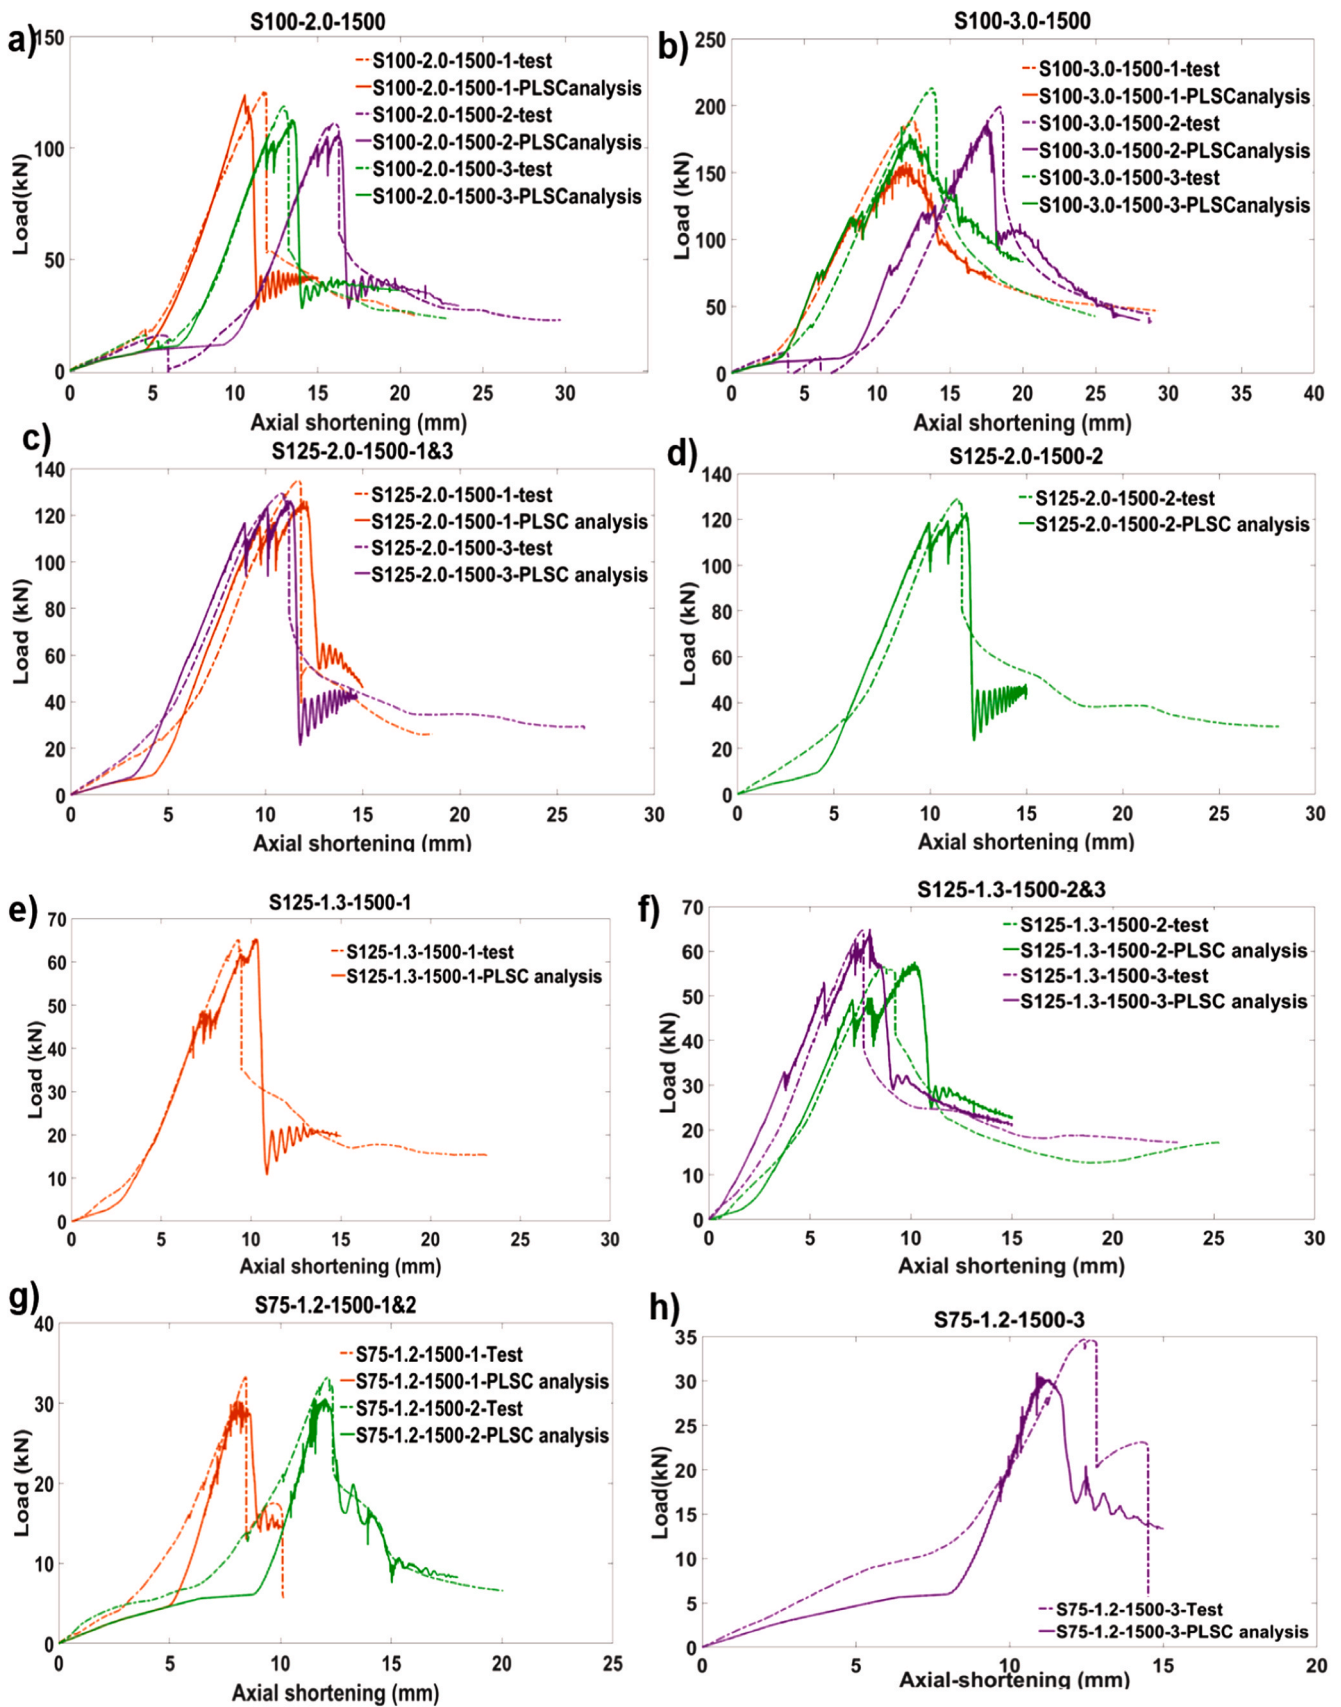 a)
S100-2.0-1500
150
100
50
0
Load(kN)
S100-2.0-1500-1-test
S100-2.0-1500-1-PLSCanalysis
S100-2.0-1500-2-test
S100-2.0-1500-2-PLSCanalysis
S100-2.0-1500-3-test
S100-2.0-1500-3-PLSCanalysis
0 5 10 15 20 25 30
Axial shortening (mm)
b)
S100-3.0-1500
250
200
150
100
50
0
Load (kN)
S100-3.0-1500-1-test
S100-3.0-1500-1-PLSCanalysis
S100-3.0-1500-2-test
S100-3.0-1500-2-PLSCanalysis
S100-3.0-1500-3-test
S100-3.0-1500-3-PLSCanalysis
0 5 10 15 20 25 30 35 40
Axial shortening (mm)
c)
S125-2.0-1500-1&3
140
120
100
80
60
40
20
0
Load (kN)
S125-2.0-1500-1-test
S125-2.0-1500-1-PLSC analysis
S125-2.0-1500-3-test
S125-2.0-1500-3-PLSC analysis
5 10 15 20 25 30
Axial shortening (mm)
d)
S125-2.0-1500-2
140
120
100
80
60
40
20
0
Load (kN)
S125-2.0-1500-2-test
S125-2.0-1500-2-PLSC analysis
0 5 10 15 20 25 30
Axial shortening (mm)
e)
S125-1.3-1500-1
70
60
50
40
30
20
10
0
Load (kN)
S125-1.3-1500-1-test
S125-1.3-1500-1-PLSC analysis
0 5 10 15 20 25 30
Axial shortening (mm)
f)
S125-1.3-1500-2&3
70
60
50
40
30
20
10
0
Load (kN)
S125-1.3-1500-2-test
S125-1.3-1500-2-PLSC analysis
S125-1.3-1500-3-test
S125-1.3-1500-3-PLSC analysis
0 5 10 15 20 25 30
Axial shortening (mm)
g)
S75-1.2-1500-1&2
40
30
20
10
0
Load (kN)
S75-1.2-1500-1-Test
S75-1.2-1500-1-PLSC analysis
S75-1.2-1500-2-Test
S75-1.2-1500-2-PLSC analysis
0 5 10 15 20 25
Axial shortening (mm)
h)
S75-1.2-1500-3
35
30
25
20
15
10
5
0
Load(kN)
S75-1.2-1500-3-Test
S75-1.2-1500-3-PLSC analysis
0 5 10 15 20
Axial-shortening (mm)